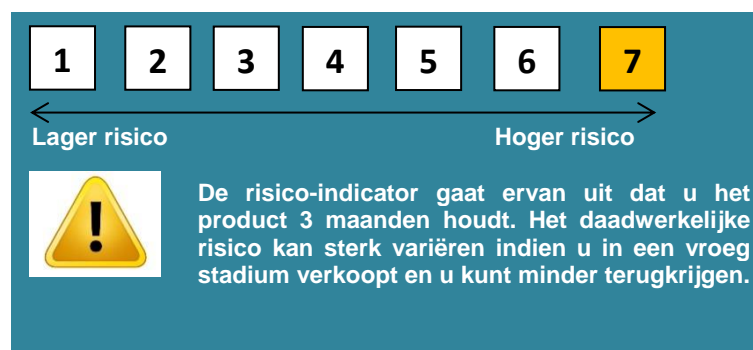 1 2 3 4 5 6 7
Lager risico Hoger risico
De risico-indicator gaat ervan uit dat u het
product 3 maanden houdt. Het daadwerkelijke
risico kan sterk variëren indien u in een vroeg
stadium verkoopt en u kunt minder terugkrijgen.